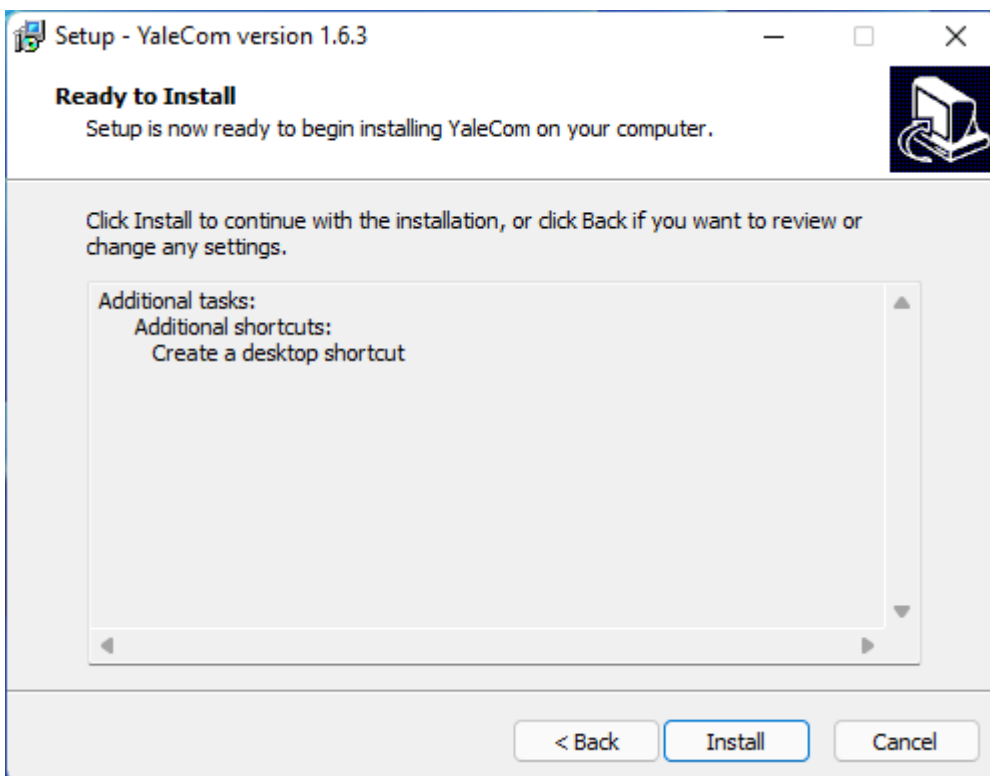 Setup - YaleCom version 1.6.3
Ready to Install
Setup is now ready to begin installing YaleCom on your computer.
Click Install to continue with the installation, or click Back if you want to review or
change any settings.
Additional tasks:
Additional shortcuts:
Create a desktop shortcut
< Back
Install
Cancel